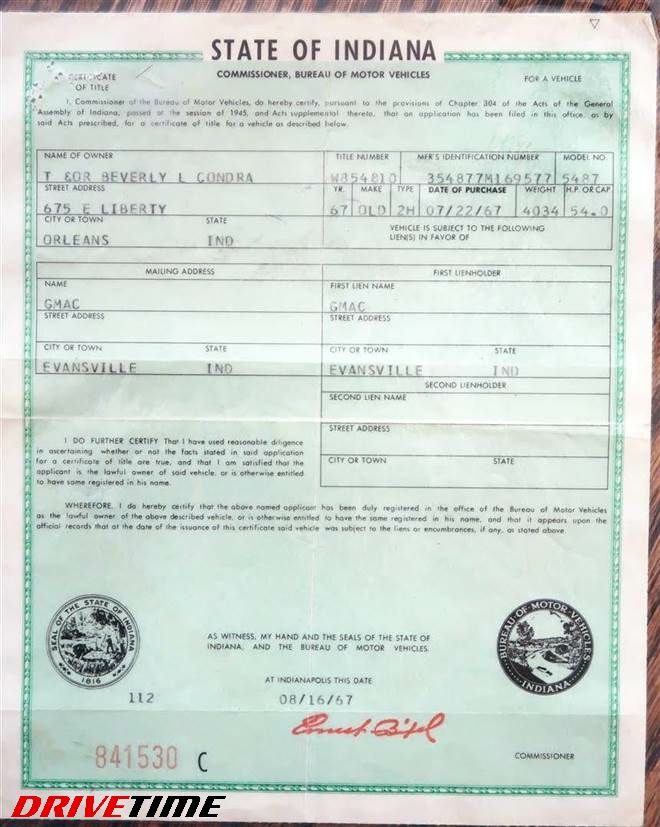 STATE OF INDIANA
COMMISSIONER, BUREAU OF MOTOR VEHICLES
CERTIFICATE
OF TITLE
FOR A VEHICLE
I, Commissioner of the Bureau of Motor Vehicles, do hereby certify, pursuant to the provisions of Chapter 304 of the Acts of the General
Assembly of Indiana, passed at the session of 1945, and Acts supplemental thereto, that an application has been filed in this office, as by
said Acts prescribed, for a certificate of title for a vehicle as described below.
NAME OF OWNER TITLE NUMBER MFR'S IDENTIFICATION NUMBER MODEL NO.
T &OR BEVERLY L CONDRA W854810 354877M169577 5487
STREET ADDRESS YR. MAKE TYPE DATE OF PURCHASE WEIGHT H.P. OR CAP.
675 E LIBERTY 67 OLD 2H 07/22/67 4034 54.0
CITY OR TOWN STATE VEHICLE IS SUBJECT TO THE FOLLOWING
LIEN(S) IN FAVOR OF
ORLEANS IND
MAILING ADDRESS FIRST LIENHOLDER
NAME FIRST LIEN NAME
GMAC GMAC
STREET ADDRESS STREET ADDRESS
CITY OR TOWN STATE CITY OR TOWN STATE
EVANSVILLE IND EVANSVILLE IND
SECOND LIENHOLDER
SECOND LIEN NAME
STREET ADDRESS
CITY OR TOWN STATE
I DO FURTHER CERTIFY That I have used reasonable diligence
in ascertaining whether or not the facts stated in said application
for a certificate of title are true, and that I am satisfied that the
applicant is the lawful owner of said vehicle, or is otherwise entitled
to have same registered in his name.
WHEREFORE, I do hereby certify that the above named applicant has been duly registered in the office of the Bureau of Motor Vehicles
as the lawful owner of the above described vehicle, or is otherwise entitled to have the same registered in his name, and that it appears upon the
official records that at the date of the issuance of this certificate said vehicle was subject to the liens or encumbrances, if any, as stated above.
SEAL OF THE STATE OF INDIANA
1816
BUREAU OF MOTOR VEHICLES
INDIANA
AS WITNESS, MY HAND AND THE SEALS OF THE STATE OF
INDIANA, AND THE BUREAU OF MOTOR VEHICLES.
AT INDIANAPOLIS THIS DATE
112 08/16/67
841530 C
COMMISSIONER
DRIVETIME